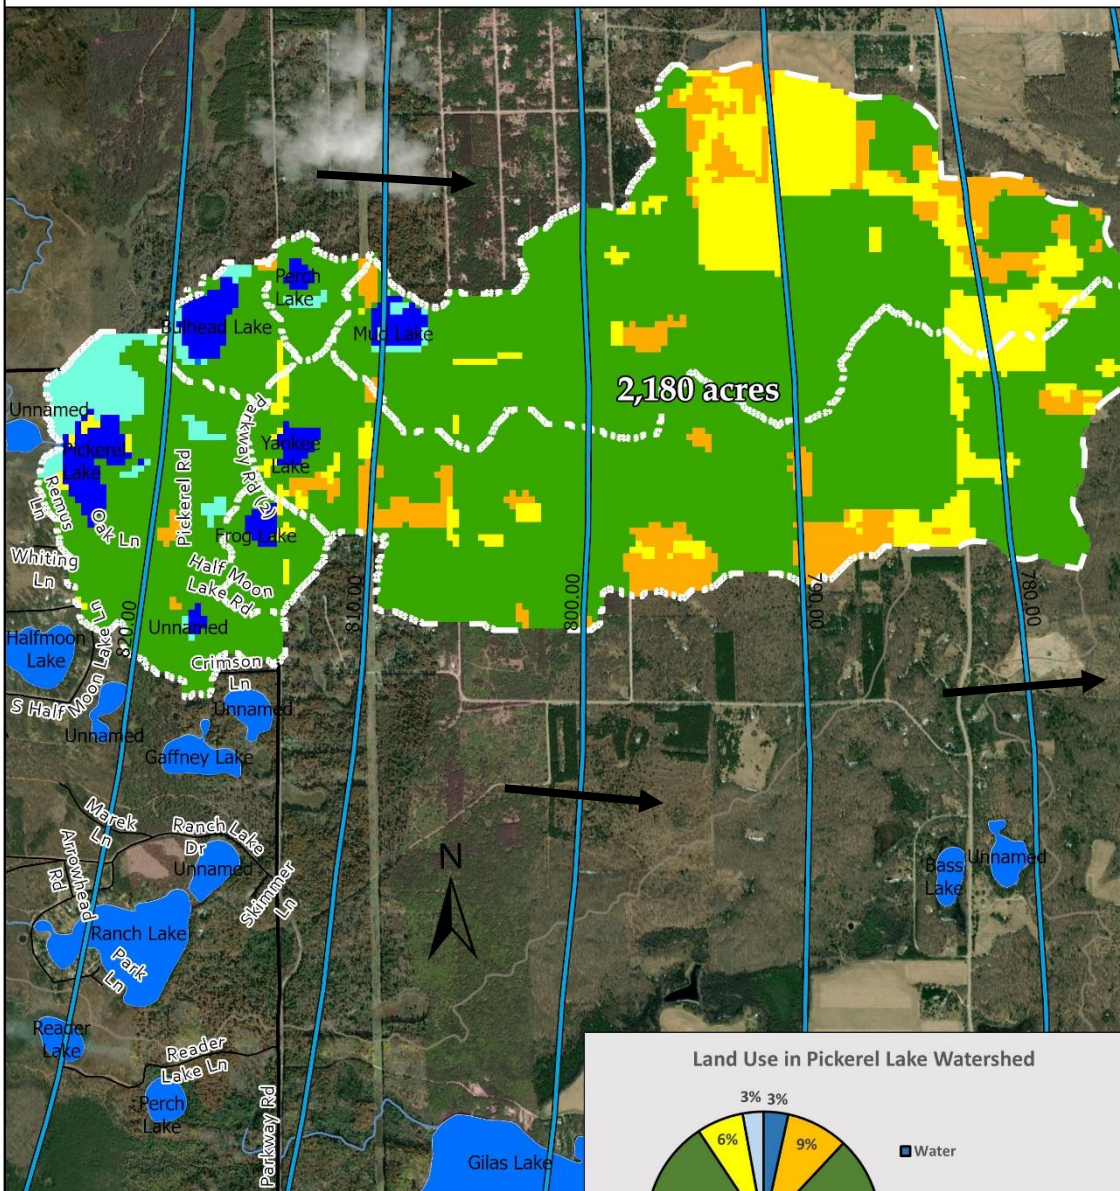 Perch
Lake
Bulhead Lake
Mud Lake
2,180 acres
Unnamed
Pickerel
Lake
Parkway Rd (2)
Yankee
Lake
Pickerel Rd
Remus
Ln
Oak Ln
Frog Lake
Whiting
Ln
Half Moon
Lake Rd
820.00
810.00
800.00
790.00
780.00
Unnamed
Halfmoon
Lake
S Half Moon Lake Ln
Crimson
Ln
Unnamed
Unnamed
Gaffney Lake
Marek
Ln
Ranch Lake
Dr
Unnamed
Arrowhead
Rd
Skimmer
Ln
N
Bass
Lake
Unnamed
Ranch Lake
Park
Ln
Reader
Lake
Reader
Lake Ln
Perch
Lake
Parkway Rd
Gilas Lake
Land Use in Pickerel Lake Watershed
3% 3%
6% 9%
Water